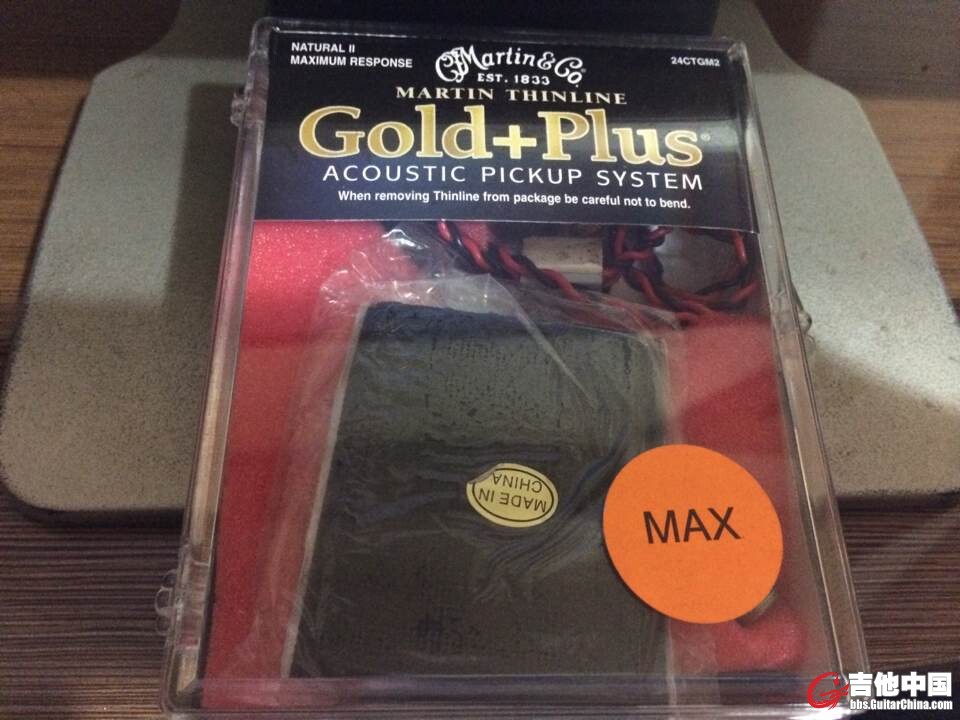 NATURAL II
MAXIMUM RESPONSE
Martin & Co.
EST. 1833
24CTGM2
MARTIN THINLINE
Gold+Plus®
ACOUSTIC PICKUP SYSTEM
When removing Thinline from package be careful not to bend.
MADE IN
CHINA
MAX
吉他中国
bbs.GuitarChina.com